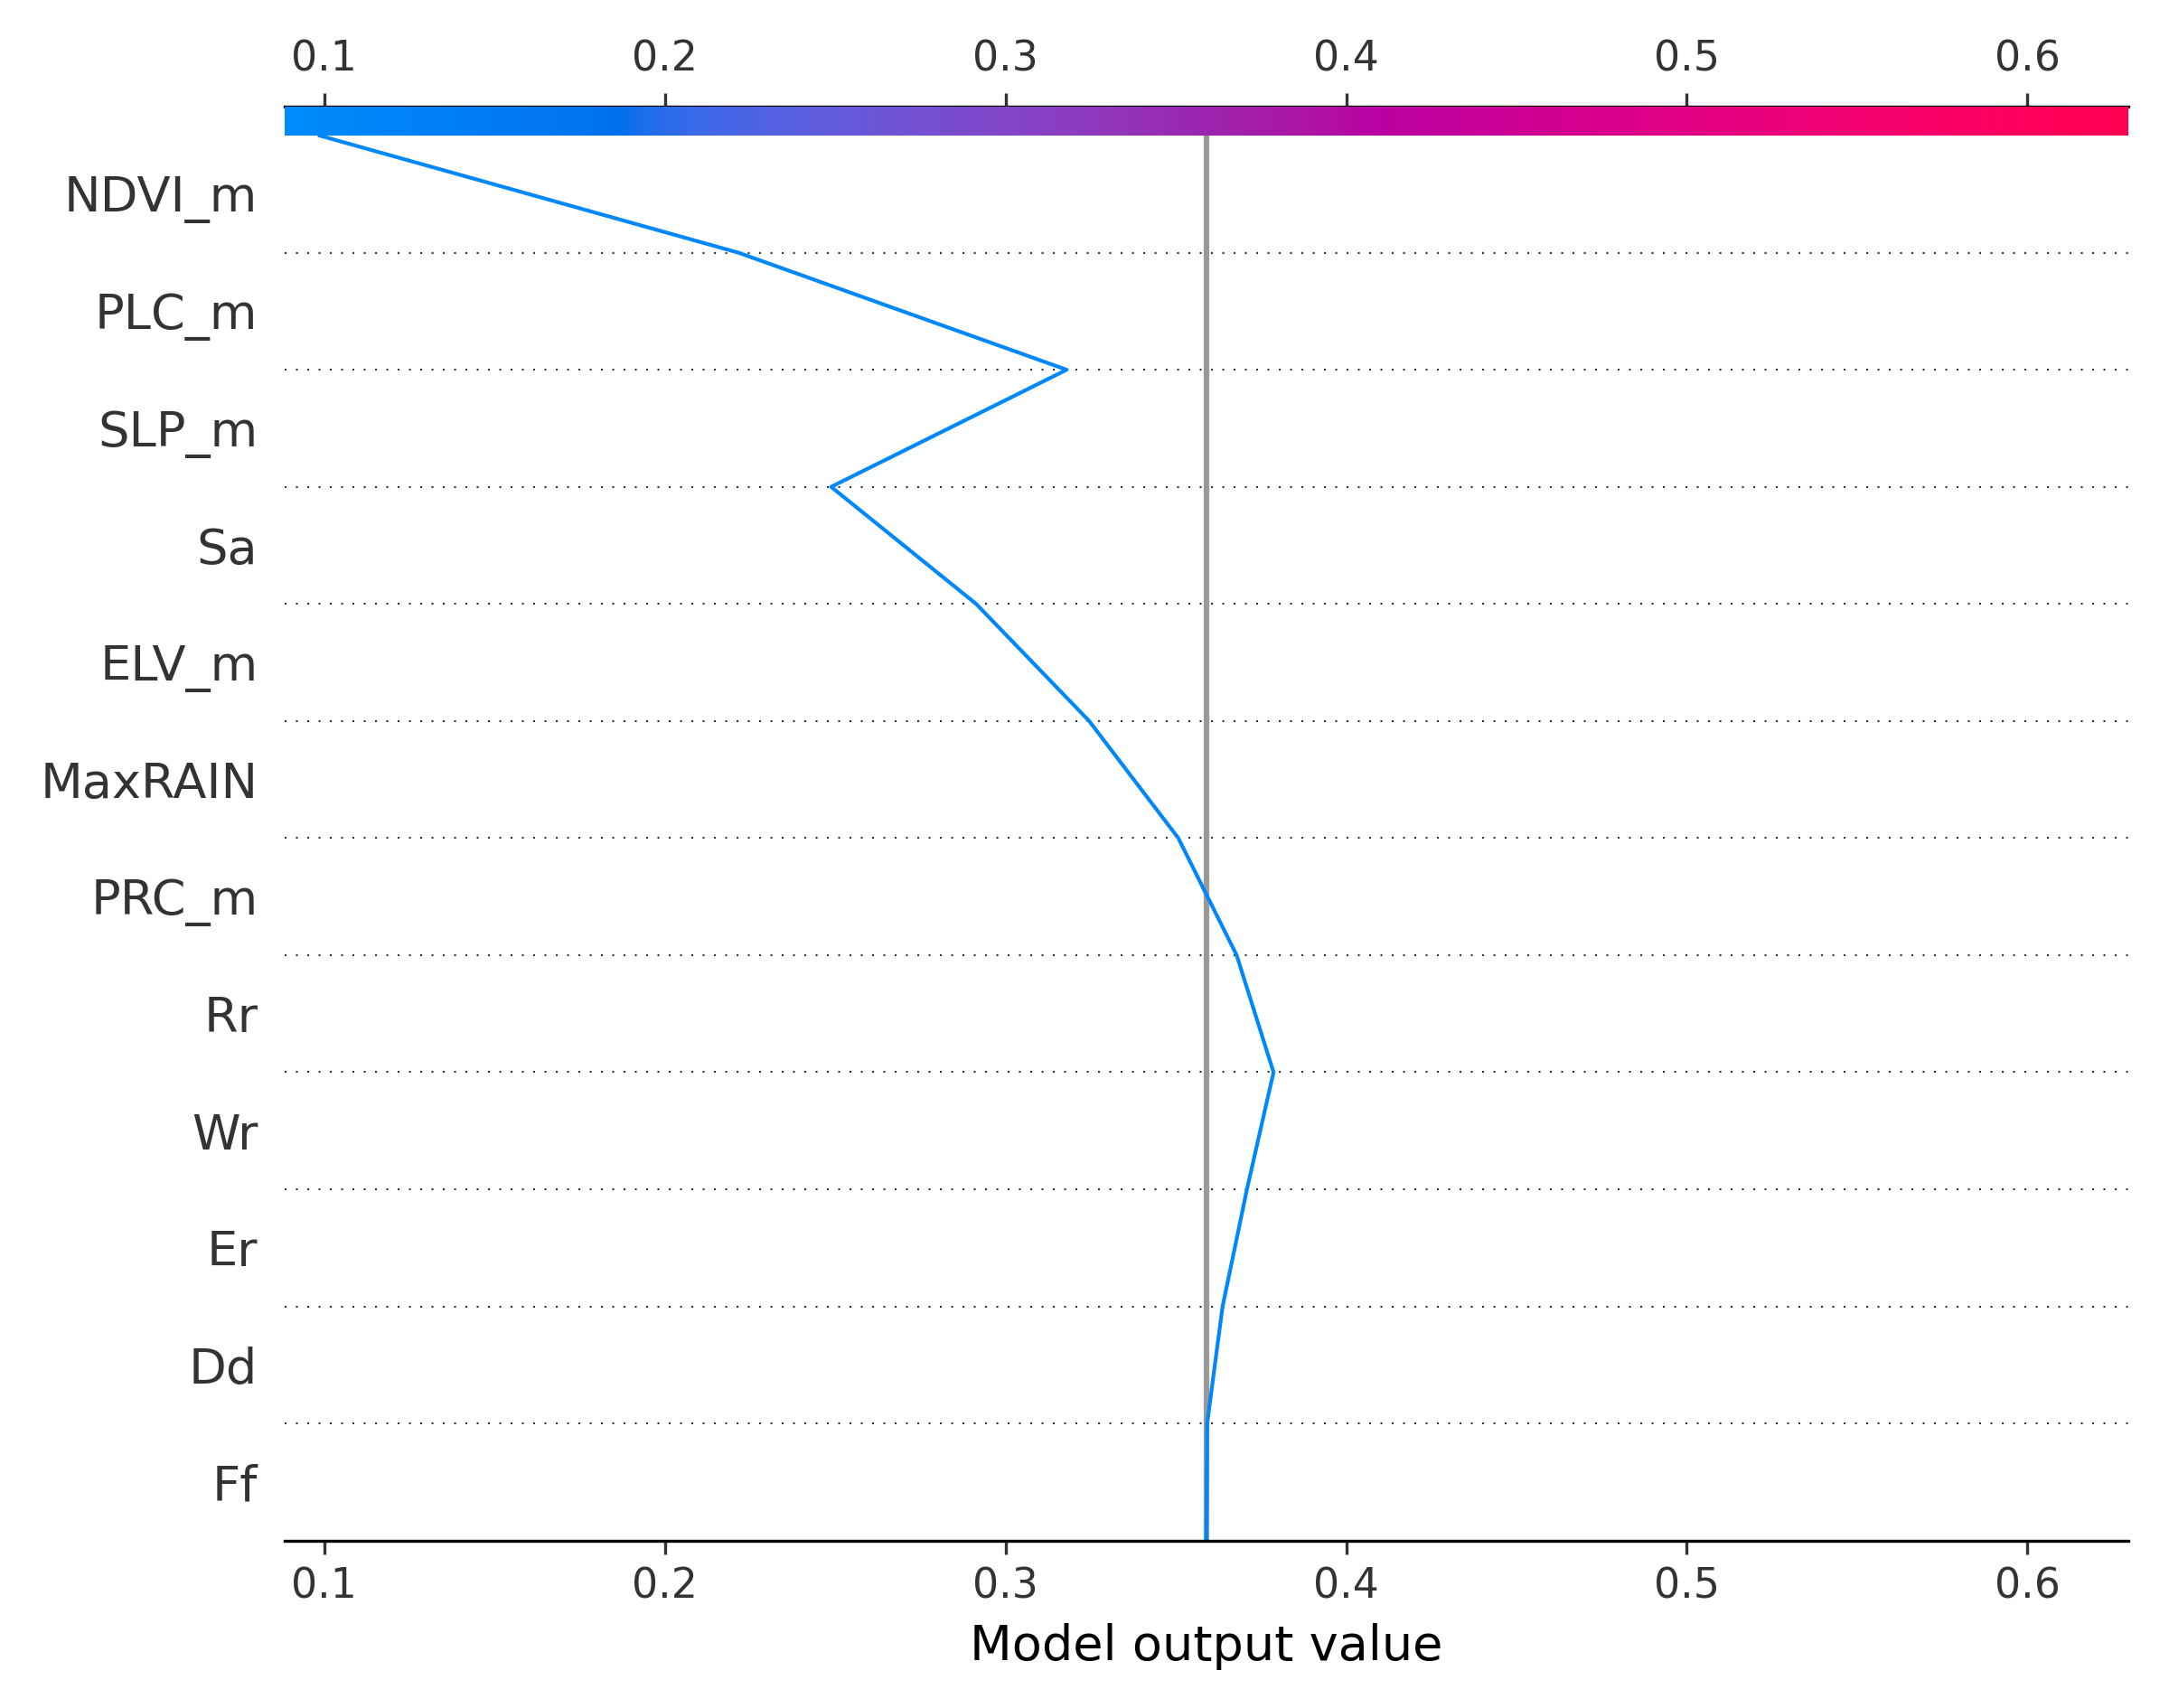 0.1 0.2 0.3 0.4 0.5 0.6
NDVI_m
PLC_m
SLP_m
Sa
ELV_m
MaxRAIN
PRC_m
Rr
Wr
Er
Dd
Ff
0.1 0.2 0.3 0.4 0.5 0.6
Model output value